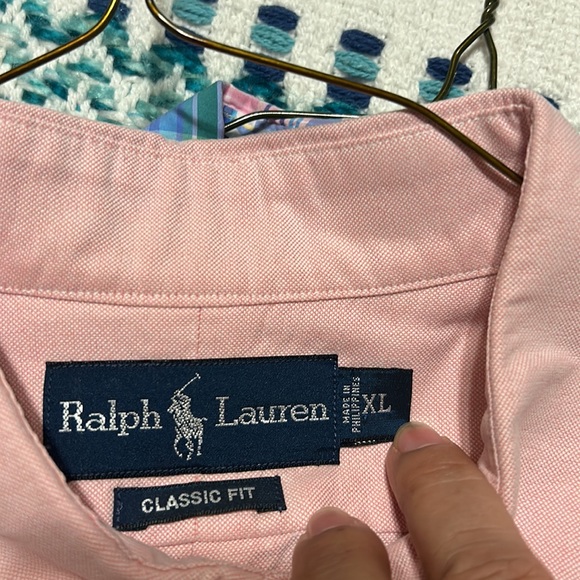 Ralph Lauren
MADE IN
PHILIPPINES
XL
CLASSIC FIT